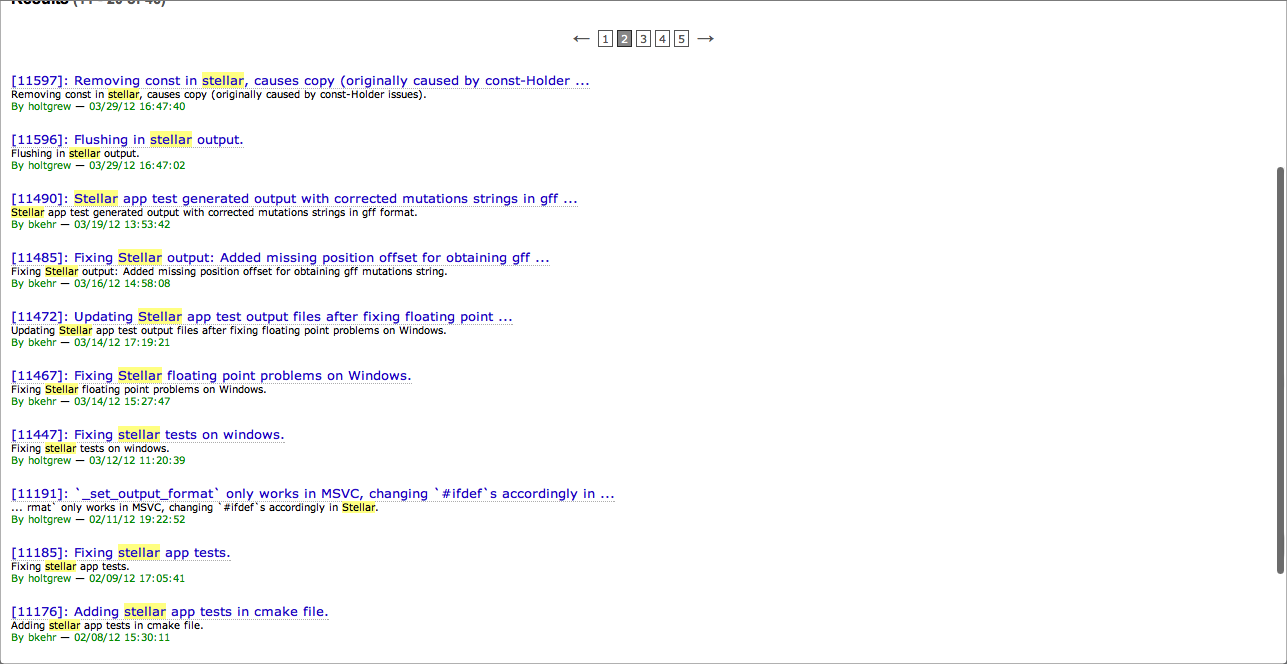 ← 1 2 3 4 5 →
[11597]: Removing const in stellar, causes copy (originally caused by const-Holder ...
Removing const in stellar, causes copy (originally caused by const-Holder issues).
By holtgrew — 03/29/12 16:47:40
[11596]: Flushing in stellar output.
Flushing in stellar output.
By holtgrew — 03/29/12 16:47:02
[11490]: Stellar app test generated output with corrected mutations strings in gff ...
Stellar app test generated output with corrected mutations strings in gff format.
By bkehr — 03/19/12 13:53:42
[11485]: Fixing Stellar output: Added missing position offset for obtaining gff ...
Fixing Stellar output: Added missing position offset for obtaining gff mutations string.
By bkehr — 03/16/12 14:58:08
[11472]: Updating Stellar app test output files after fixing floating point ...
Updating Stellar app test output files after fixing floating point problems on Windows.
By bkehr — 03/14/12 17:19:21
[11467]: Fixing Stellar floating point problems on Windows.
Fixing Stellar floating point problems on Windows.
By bkehr — 03/14/12 15:27:47
[11447]: Fixing stellar tests on windows.
Fixing stellar tests on windows.
By holtgrew — 03/12/12 11:20:39
[11191]: `_set_output_format` only works in MSVC, changing `#ifdef`s accordingly in ...
... rmat` only works in MSVC, changing `#ifdef`s accordingly in Stellar.
By holtgrew — 02/11/12 19:22:52
[11185]: Fixing stellar app tests.
Fixing stellar app tests.
By holtgrew — 02/09/12 17:05:41
[11176]: Adding stellar app tests in cmake file.
Adding stellar app tests in cmake file.
By bkehr — 02/08/12 15:30:11